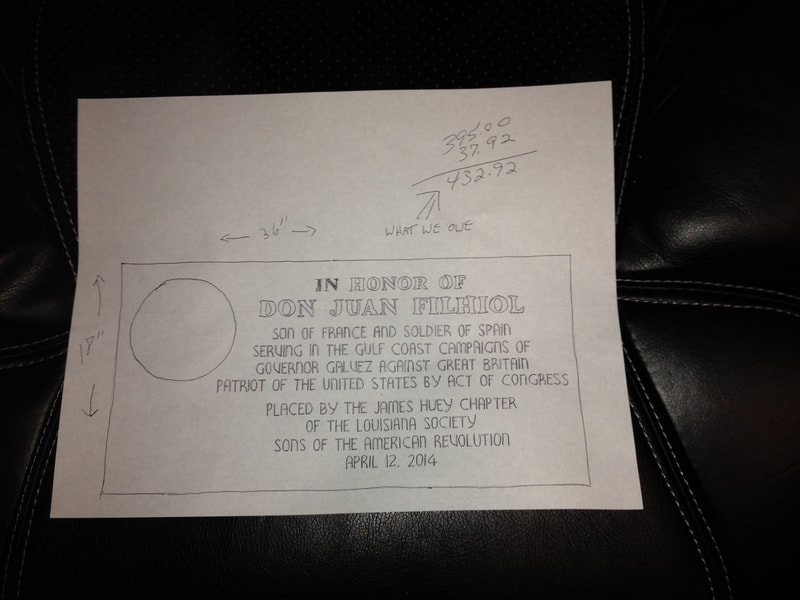 395.00
37.92
432.92
WHAT WE OWE
36"
18"
IN HONOR OF
DON JUAN FILHIOL
SON OF FRANCE AND SOLDIER OF SPAIN
SERVING IN THE GULF COAST CAMPAIGNS OF
GOVERNOR GALVEZ AGAINST GREAT BRITAIN
PATRIOT OF THE UNITED STATES BY ACT OF CONGRESS
PLACED BY THE JAMES HUEY CHAPTER
OF THE LOUISIANA SOCIETY
SONS OF THE AMERICAN REVOLUTION
APRIL 12, 2014